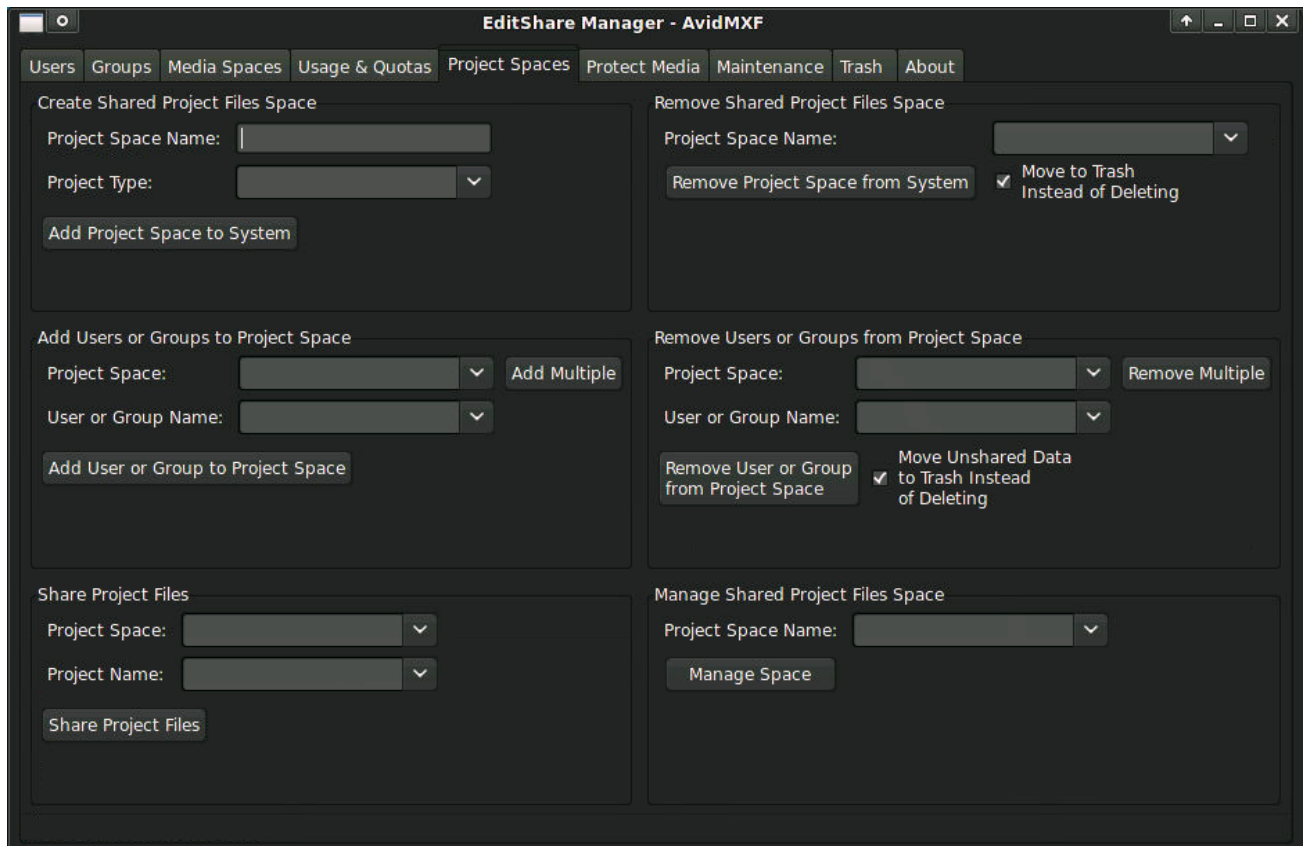 EditShare Manager - AvidMXF
Users Groups Media Spaces Usage & Quotas Project Spaces Protect Media Maintenance Trash About
Create Shared Project Files Space
Project Space Name:
Project Type:
Add Project Space to System
Remove Shared Project Files Space
Project Space Name:
Remove Project Space from System
Move to Trash
Instead of Deleting
Add Users or Groups to Project Space
Project Space:
Add Multiple
User or Group Name:
Add User or Group to Project Space
Remove Users or Groups from Project Space
Project Space:
Remove Multiple
User or Group Name:
Remove User or Group
from Project Space
Move Unshared Data
to Trash Instead
of Deleting
Share Project Files
Project Space:
Project Name:
Share Project Files
Manage Shared Project Files Space
Project Space Name:
Manage Space